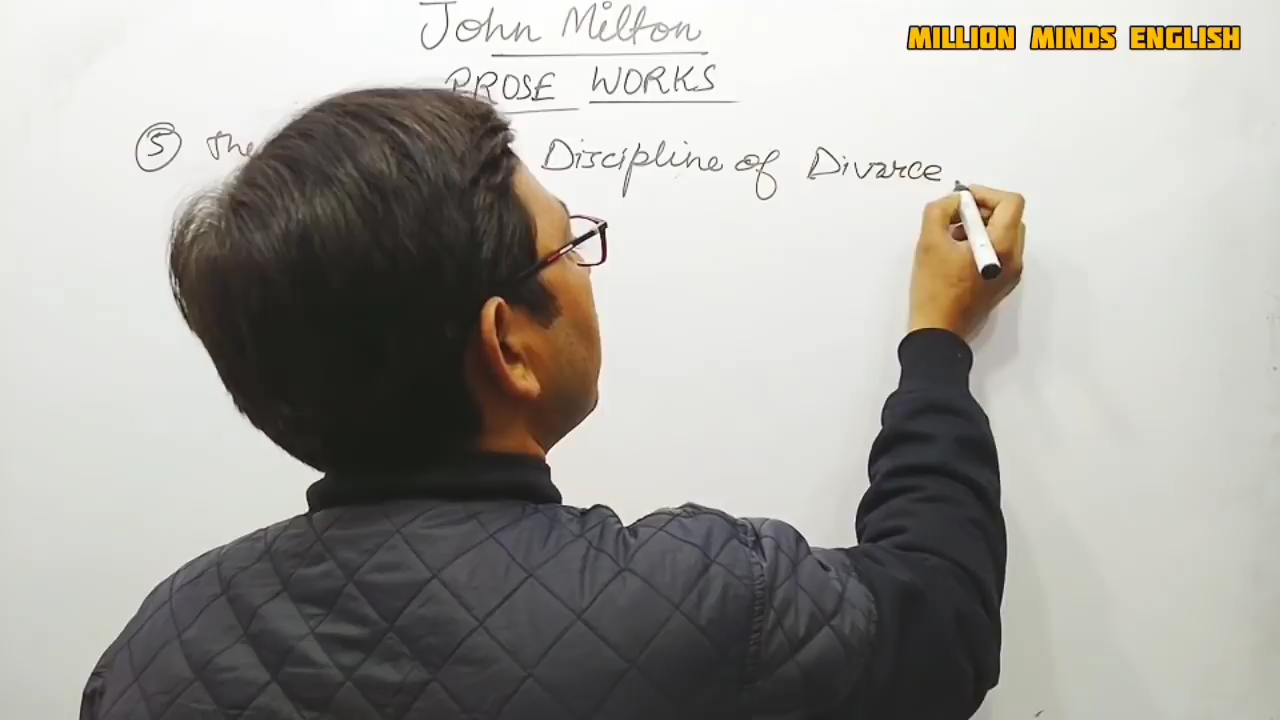 John Milton
MILLION MINDS ENGLISH
PROSE WORKS
5 The Discipline of Divarce